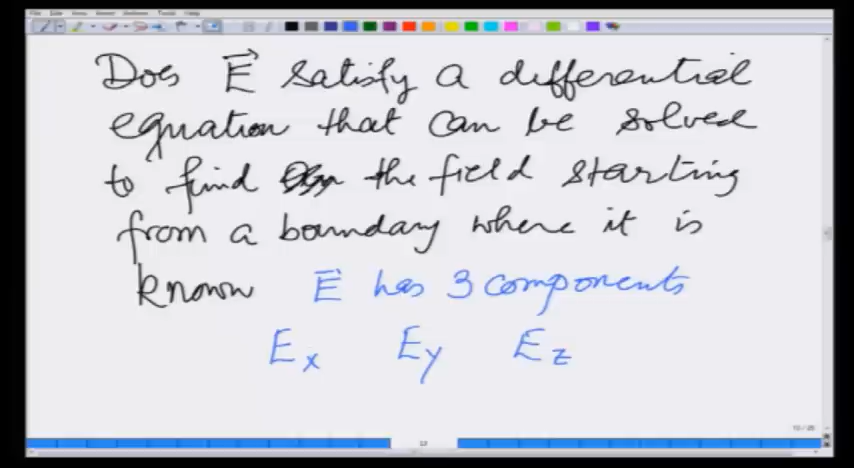 Does E⃗ satisfy a differential
equation that can be solved
to find the field starting
from a boundary where it is
known E⃗ has 3 components
Ex Ey Ez